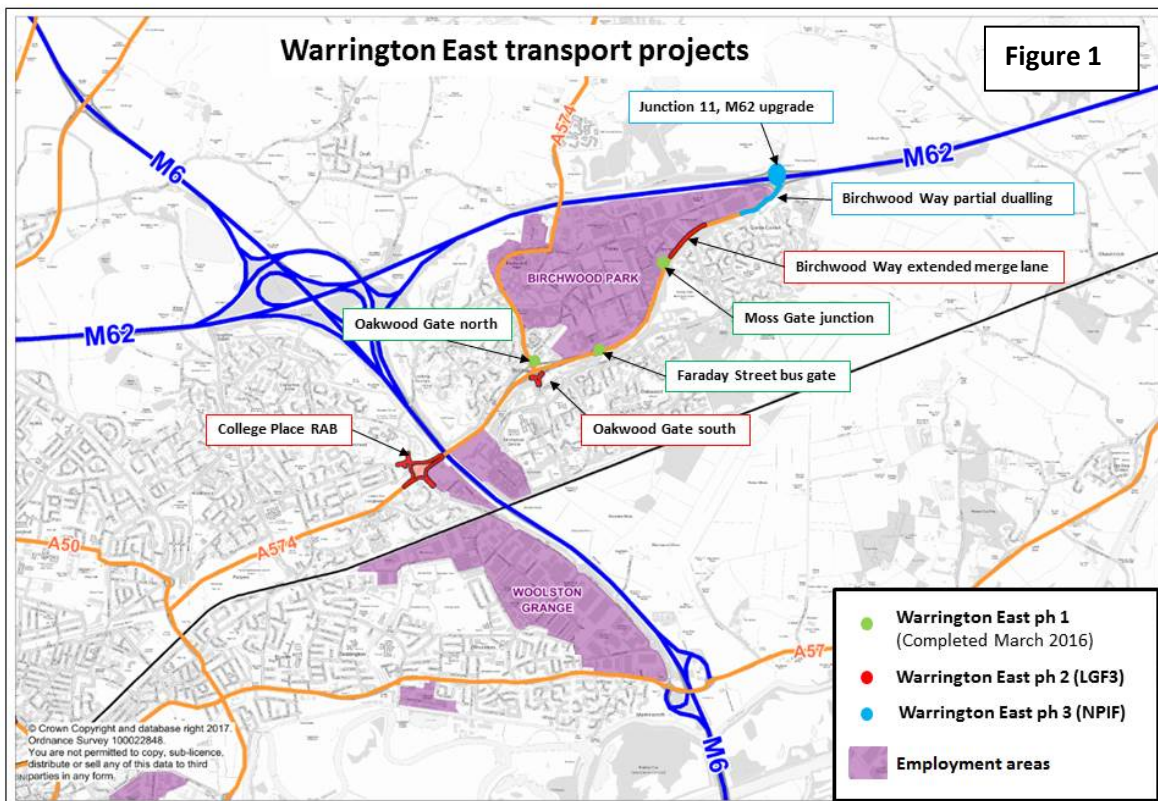 Warrington East transport projects
Figure 1
Junction 11, M62 upgrade
A574
M6
M62
Birchwood Way partial dualling
Birchwood Way extended merge lane
BIRCHWOOD PARK
Moss Gate junction
Oakwood Gate north
M62
Faraday Street bus gate
College Place RAB
Oakwood Gate south
A50
A574
WOOLSTON
GRANGE
A57
M6
Warrington East ph 1
(Completed March 2016)
Warrington East ph 2 (LGF3)
Warrington East ph 3 (NPIF)
Employment areas
© Crown Copyright and database right 2017.
Ordnance Survey 100022848.
You are not permitted to copy, sub-licence,
distribute or sell any of this data to third
parties in any form.